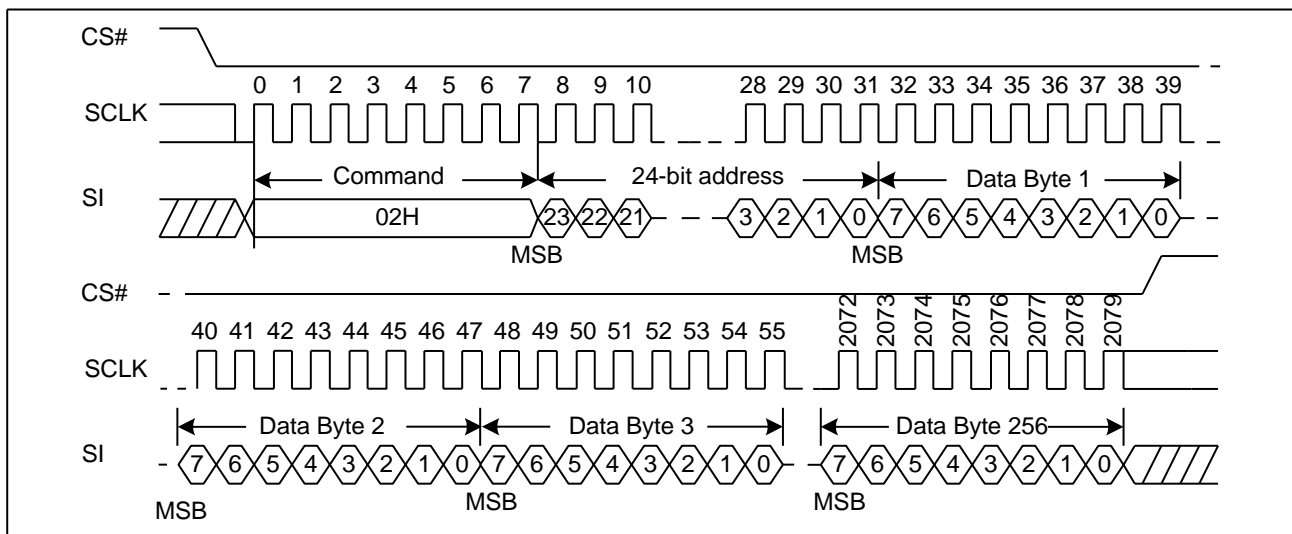 CS#
0 1 2 3 4 5 6 7 8 9 10 28 29 30 31 32 33 34 35 36 37 38 39
SCLK
Command 24-bit address Data Byte 1
SI
02H 23 22 21 3 2 1 0 7 6 5 4 3 2 1 0
MSB MSB
CS#
2072 2073 2074 2075 2076 2077 2078 2079
40 41 42 43 44 45 46 47 48 49 50 51 52 53 54 55
SCLK
Data Byte 2 Data Byte 3 Data Byte 256
SI
7 6 5 4 3 2 1 0 7 6 5 4 3 2 1 0 7 6 5 4 3 2 1 0
MSB MSB MSB